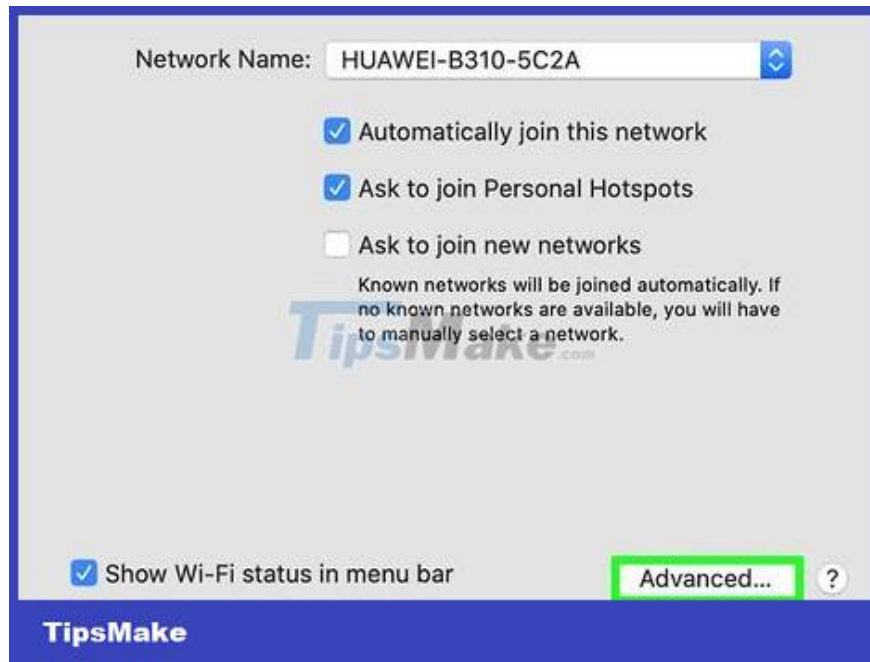 Network Name: HUAWEI-B310-5C2A
Automatically join this network
Ask to join Personal Hotspots
Ask to join new networks
Known networks will be joined automatically. If
no known networks are available, you will have
to manually select a network.
TipsMake.com
Show Wi-Fi status in menu bar Advanced... ?
TipsMake